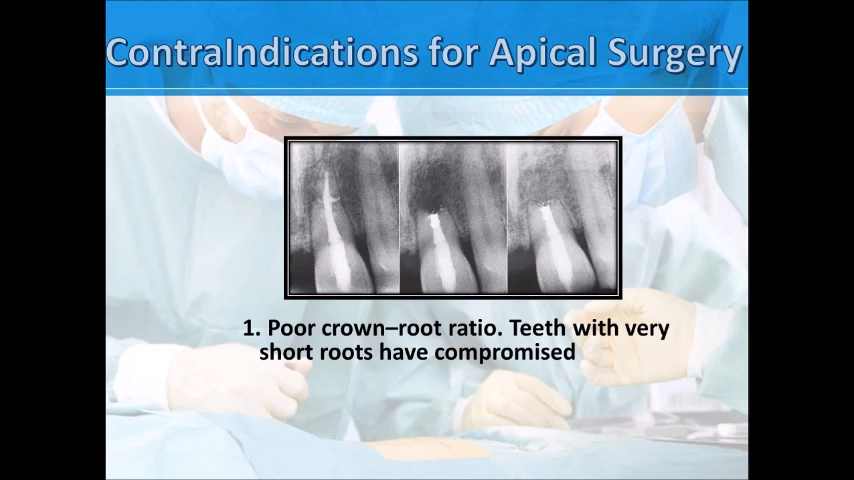 ContraIndications for Apical Surgery
1. Poor crown–root ratio. Teeth with very
short roots have compromised